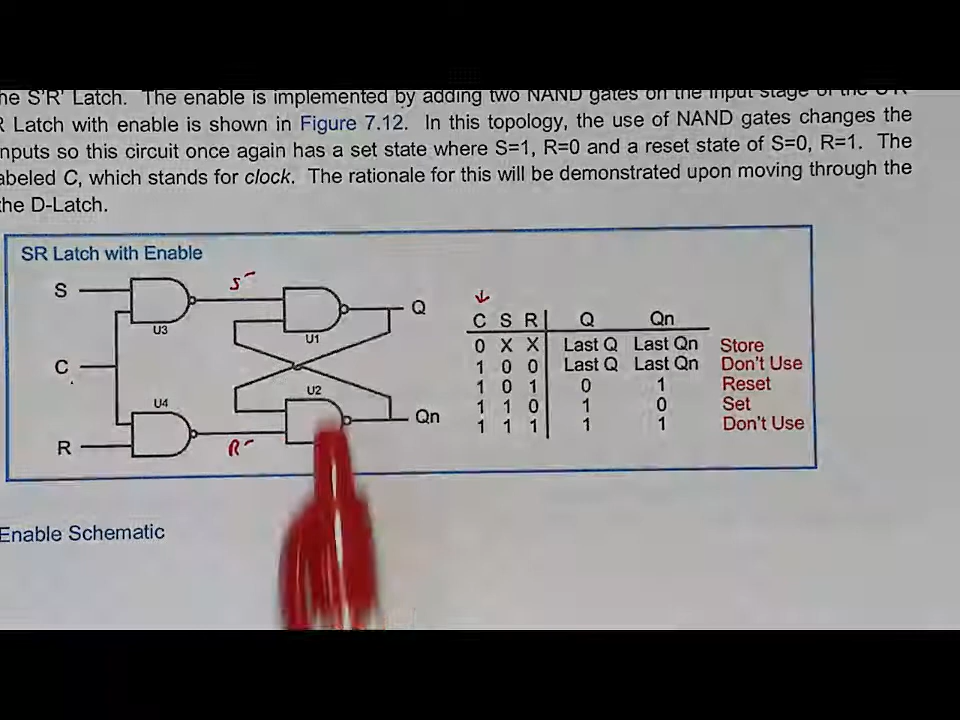 he S'R' Latch. The enable is implemented by adding two NAND gates on the input stage of the
R Latch with enable is shown in Figure 7.12. In this topology, the use of NAND gates changes the
nputs so this circuit once again has a set state where S=1, R=0 and a reset state of S=0, R=1. The
abeled C, which stands for clock. The rationale for this will be demonstrated upon moving through the
the D-Latch.
SR Latch with Enable
S
U3
S
U1
Q
C
U2
U4
R
R
Qn
C S R Q Qn
0 X X Last Q Last Qn Store
1 0 0 Last Q Last Qn Don't Use
1 0 1 0 1 Reset
1 1 0 1 0 Set
1 1 1 1 1 Don't Use
Enable Schematic